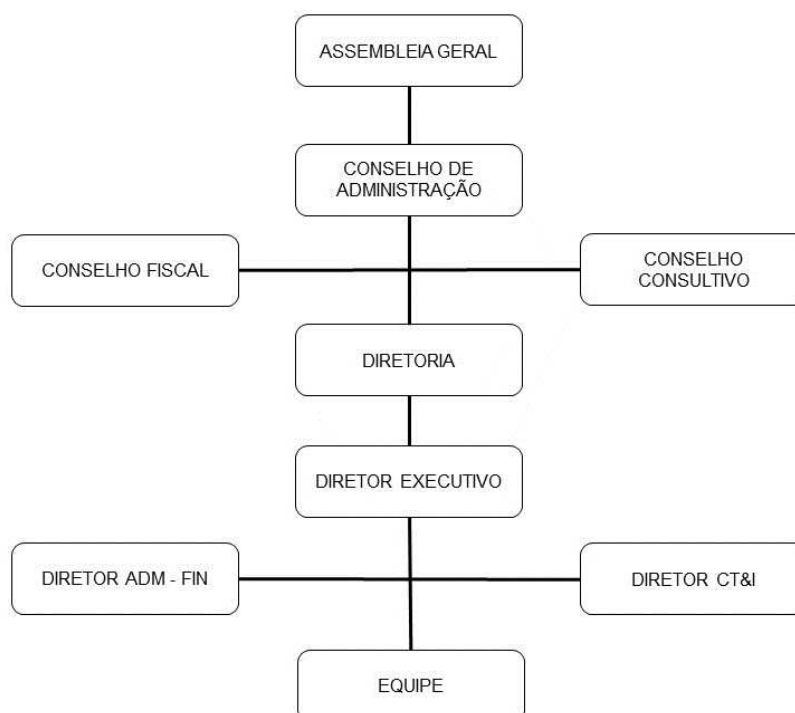 ASSEMBLEIA GERAL
CONSELHO DE
ADMINISTRAÇÃO
CONSELHO FISCAL
CONSELHO
CONSULTIVO
DIRETORIA
DIRETOR EXECUTIVO
DIRETOR ADM - FIN
DIRETOR CT&I
EQUIPE